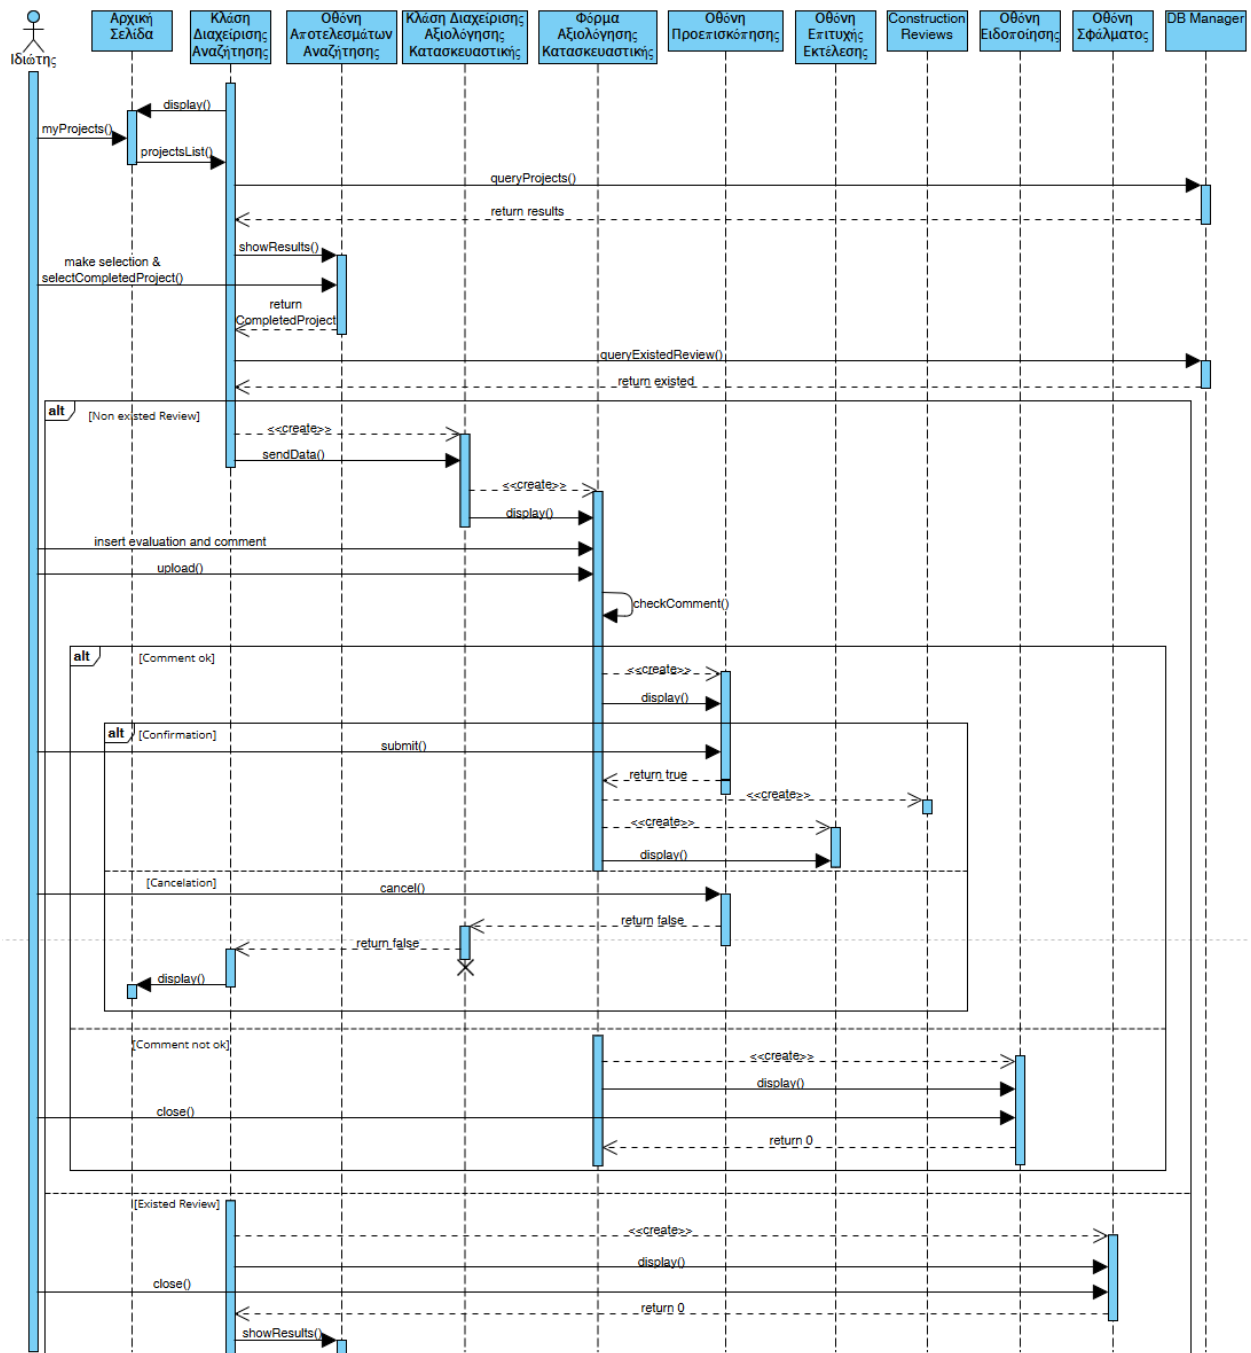 Ιδιώτης
Αρχική
Σελίδα
Κλάση
Διαχείρισης
Αναζήτησης
Οθόνη
Αποτελεσμάτων
Αναζήτησης
Κλάση Διαχείρισης
Αξιολόγησης
Κατασκευαστικής
Φόρμα
Αξιολόγησης
Κατασκευαστικής
Οθόνη
Προεπισκόπησης
Οθόνη
Επιτυχής
Εκτέλεσης
Construction
Reviews
Οθόνη
Ειδοποίησης
Οθόνη
Σφάλματος
DB Manager
display()
myProjects()
projectsList()
queryProjects()
return results
showResults()
make selection &
selectCompletedProject()
return
CompletedProject
queryExistedReview()
return existed
alt
[Non existed Review]
<<create>>
sendData()
<<create>>
display()
insert evaluation and comment
upload()
checkComment()
alt
[Comment ok]
<<create>>
display()
alt
[Confirmation]
submit()
return true
<<create>>
<<create>>
display()
[Cancelation]
cancel()
return false
return false
display()
[Comment not ok]
<<create>>
display()
close()
return 0
[Existed Review]
<<create>>
display()
close()
return 0
showResults()